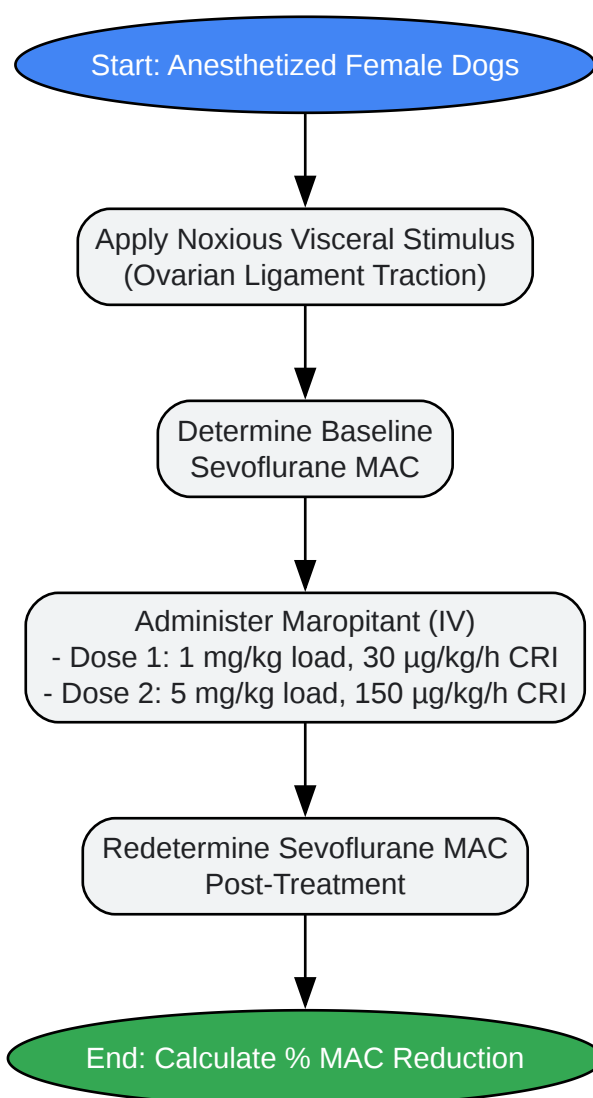 Start: Anesthetized Female Dogs
Apply Noxious Visceral Stimulus
(Ovarian Ligament Traction)
Determine Baseline
Sevoflurane MAC
Administer Maropitant (IV)
- Dose 1: 1 mg/kg load, 30 µg/kg/h CRI
- Dose 2: 5 mg/kg load, 150 µg/kg/h CRI
Redetermine Sevoflurane MAC
Post-Treatment
End: Calculate % MAC Reduction